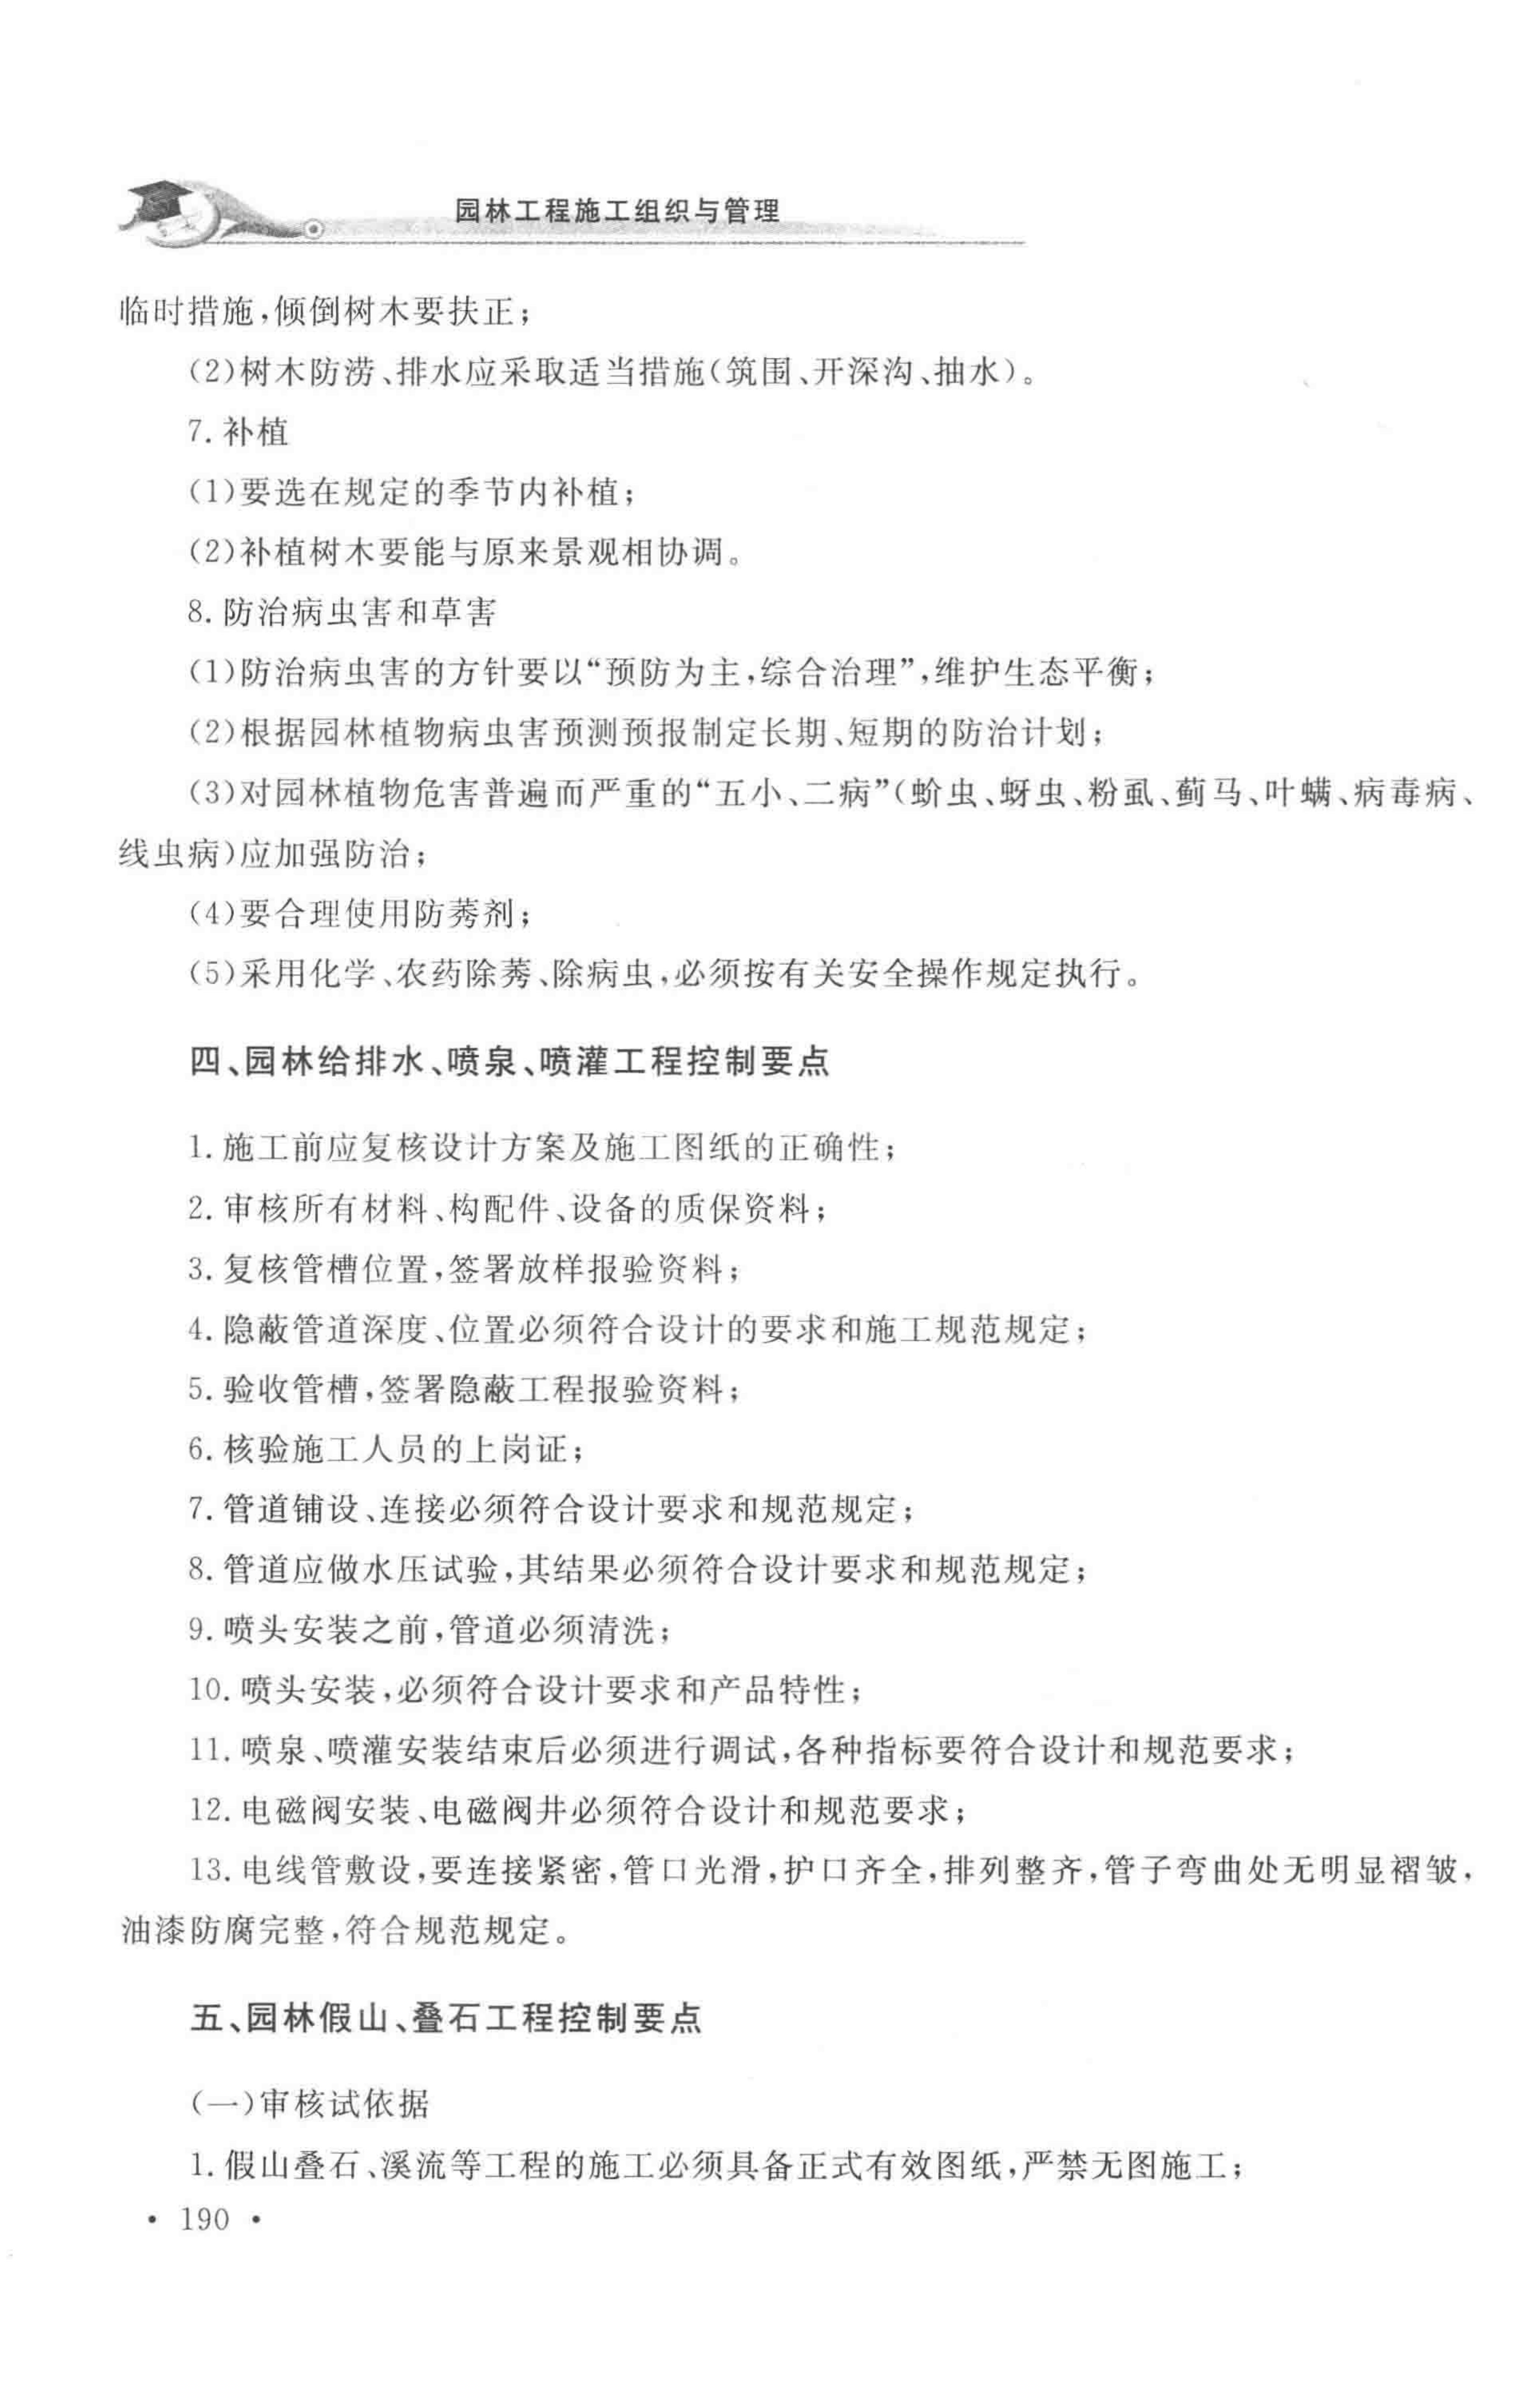 园林工程施工组织与管理
临时措施,倾倒树木要扶正;
(2)树木防涝、排水应采取适当措施(筑围、开深沟、抽水)。
7. 补植
(1)要选在规定的季节内补植;
(2)补植树木要能与原来景观相协调。
8. 防治病虫害和草害
(1)防治病虫害的方针要以“预防为主,综合治理”,维护生态平衡;
(2)根据园林植物病虫害预测预报制定长期、短期的防治计划;
(3)对园林植物危害普遍而严重的“五小、二病”(蚧虫、蚜虫、粉虱、蓟马、叶螨、病毒病、
线虫病)应加强防治;
(4)要合理使用防莠剂;
(5)采用化学、农药除莠、除病虫,必须按有关安全操作规定执行。
四、园林给排水、喷泉、喷灌工程控制要点
1. 施工前应复核设计方案及施工图纸的正确性;
2. 审核所有材料、构配件、设备的质保资料;
3. 复核管槽位置,签署放样报验资料;
4. 隐蔽管道深度、位置必须符合设计的要求和施工规范规定;
5. 验收管槽,签署隐蔽工程报验资料;
6. 核验施工人员的上岗证;
7. 管道铺设、连接必须符合设计要求和规范规定;
8. 管道应做水压试验,其结果必须符合设计要求和规范规定;
9. 喷头安装之前,管道必须清洗;
10. 喷头安装,必须符合设计要求和产品特性;
11. 喷泉、喷灌安装结束后必须进行调试,各种指标要符合设计和规范要求;
12. 电磁阀安装、电磁阀井必须符合设计和规范要求;
13. 电线管敷设,要连接紧密,管口光滑,护口齐全,排列整齐,管子弯曲处无明显褶皱,
油漆防腐完整,符合规范规定。
五、园林假山、叠石工程控制要点
(一)审核试依据
1. 假山叠石、溪流等工程的施工必须具备正式有效图纸,严禁无图施工;
• 190 •